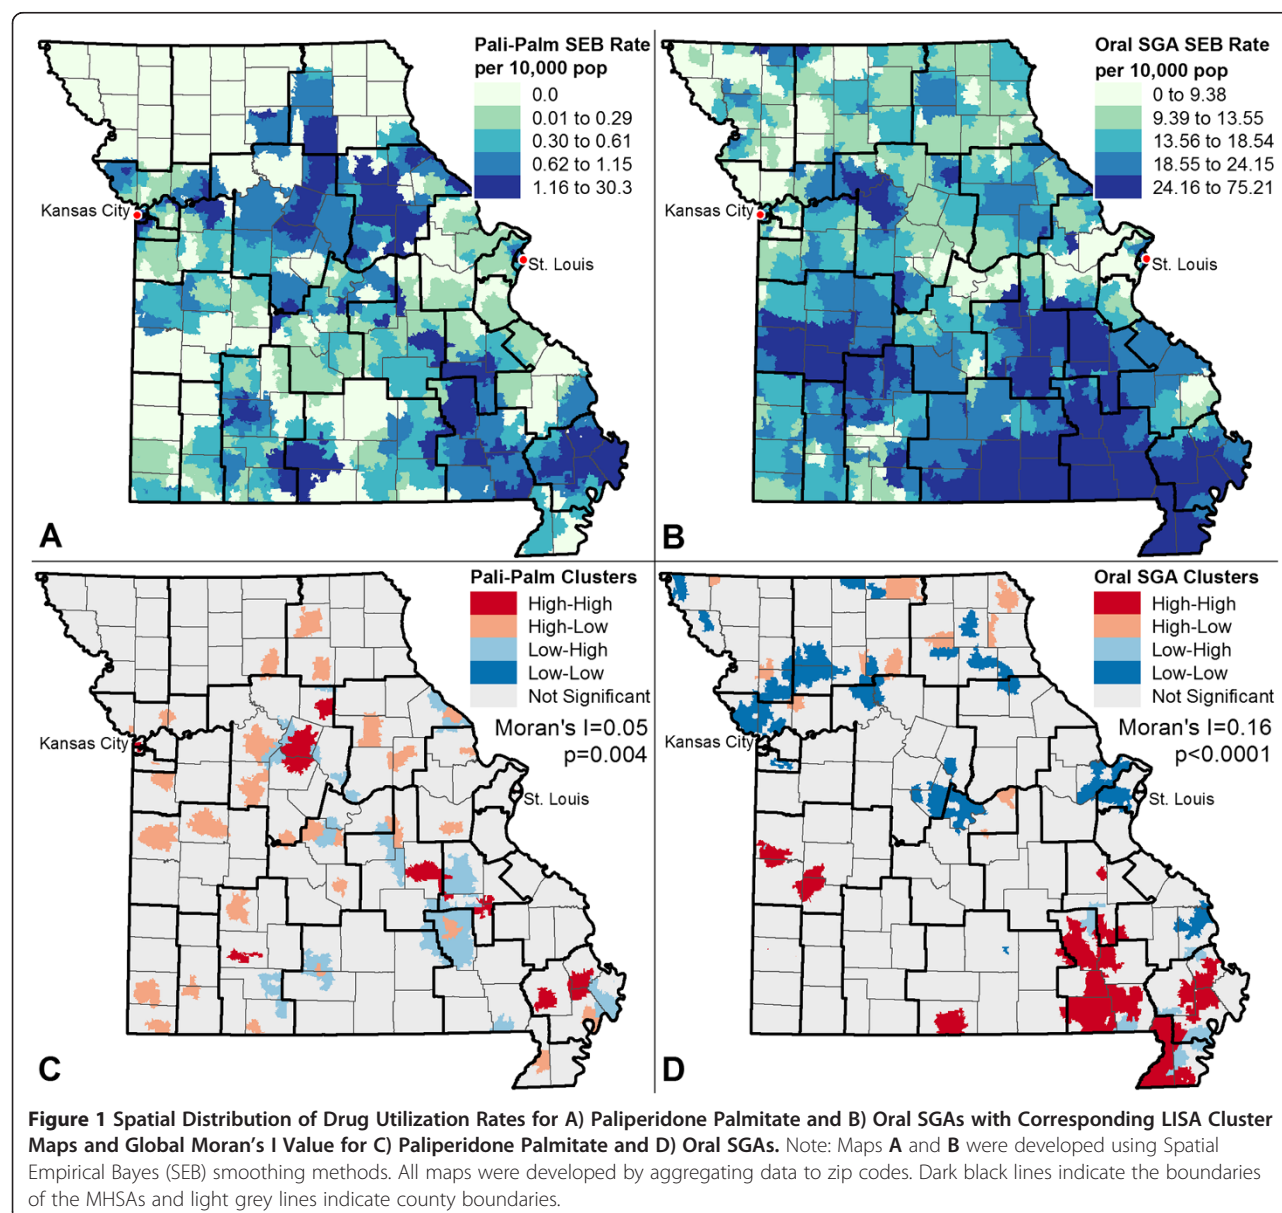 Pali-Palm SEB Rate
per 10,000 pop
0.0
0.01 to 0.29
0.30 to 0.61
0.62 to 1.15
1.16 to 30.3
Kansas City
St. Louis
A
Oral SGA SEB Rate
per 10,000 pop
0 to 9.38
9.39 to 13.55
13.56 to 18.54
18.55 to 24.15
24.16 to 75.21
Kansas City
St. Louis
B
Pali-Palm Clusters
High-High
High-Low
Low-High
Low-Low
Not Significant
Moran's I=0.05
p=0.004
Kansas City
St. Louis
C
Oral SGA Clusters
High-High
High-Low
Low-High
Low-Low
Not Significant
Moran's I=0.16
p<0.0001
Kansas City
St. Louis
D
Figure 1 Spatial Distribution of Drug Utilization Rates for A) Paliperidone Palmitate and B) Oral SGAs with Corresponding LISA Cluster
Maps and Global Moran's I Value for C) Paliperidone Palmitate and D) Oral SGAs. Note: Maps A and B were developed using Spatial
Empirical Bayes (SEB) smoothing methods. All maps were developed by aggregating data to zip codes. Dark black lines indicate the boundaries
of the MHSAs and light grey lines indicate county boundaries.